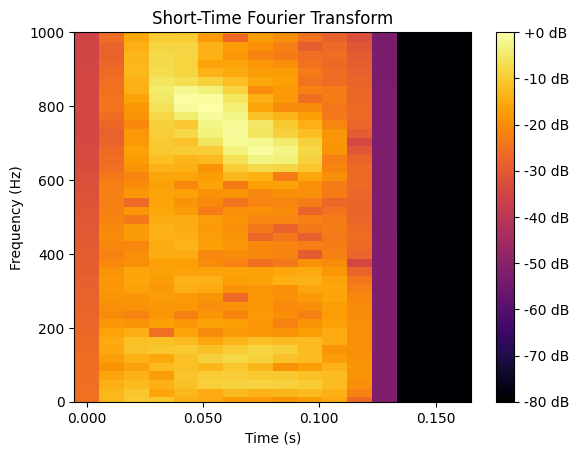 Short-Time Fourier Transform
1000
800
600
400
200
0
Frequency (Hz)
0.000
0.050
0.100
0.150
Time (s)
+0 dB
-10 dB
-20 dB
-30 dB
-40 dB
-50 dB
-60 dB
-70 dB
-80 dB